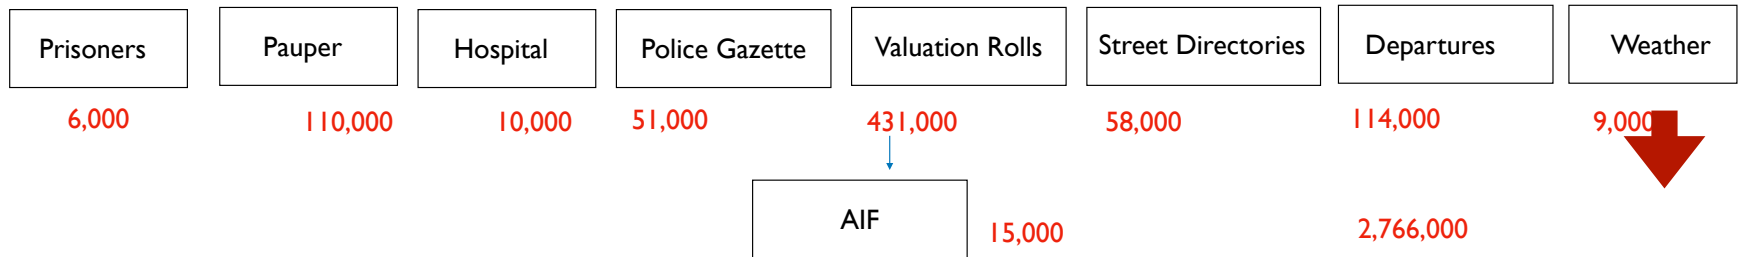 Prisoners
Pauper
Hospital
Police Gazette
Valuation Rolls
Street Directories
Departures
Weather
6,000
110,000
10,000
51,000
431,000
58,000
114,000
9,000
AIF
15,000
2,766,000